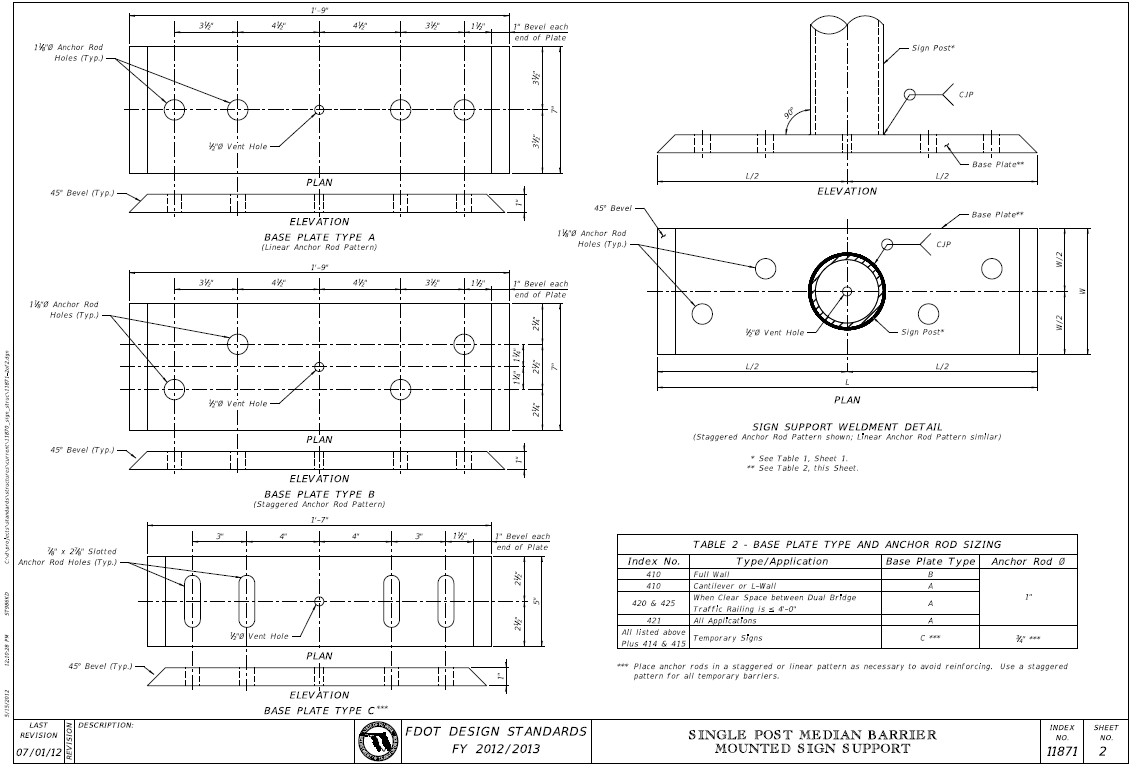 1'-9"
3½" 4½" 4½" 3½" 1½" 1" Bevel each
end of Plate
1⅛"Ø Anchor Rod
Holes (Typ.)
3½"
7"
3½"
½"Ø Vent Hole
PLAN
45° Bevel (Typ.)
1"
ELEVATION
BASE PLATE TYPE A
(Linear Anchor Rod Pattern)
1'-9"
3½" 4½" 4½" 3½" 1½" 1" Bevel each
end of Plate
1⅛"Ø Anchor Rod
Holes (Typ.)
2¼"
1¼"
2½"
7"
1¼"
2¼"
½"Ø Vent Hole
PLAN
45° Bevel (Typ.)
1"
ELEVATION
BASE PLATE TYPE B
(Staggered Anchor Rod Pattern)
1'-7"
3" 4" 4" 3" 1½" 1" Bevel each
end of Plate
⅞" x 2⅞" Slotted
Anchor Rod Holes (Typ.)
2½"
5"
2½"
½"Ø Vent Hole
PLAN
45° Bevel (Typ.)
1"
ELEVATION
BASE PLATE TYPE C***
Sign Post*
CJP
90°
Base Plate**
L/2 L/2
ELEVATION
45° Bevel
Base Plate**
1⅛"Ø Anchor Rod
Holes (Typ.)
CJP
W/2
W
W/2
½"Ø Vent Hole
Sign Post*
L/2 L/2
L
PLAN
SIGN SUPPORT WELDMENT DETAIL
(Staggered Anchor Rod Pattern shown; Linear Anchor Rod Pattern similar)
* See Table 1, Sheet 1.
** See Table 2, this Sheet.
TABLE 2 - BASE PLATE TYPE AND ANCHOR ROD SIZING
Index No. Type/Application Base Plate Type Anchor Rod Ø
410 Full Wall B
410 Cantilever or L-Wall A
1"
420 & 425 When Clear Space between Dual Bridge
Traffic Railing is ≤ 4'-0" A
421 All Applications A
All listed above
Plus 414 & 415 Temporary Signs C *** ¾" ***
*** Place anchor rods in a staggered or linear pattern as necessary to avoid reinforcing. Use a staggered
pattern for all temporary barriers.
5/15/2012 12:10:28 PM
LAST
REVISION
07/01/12
REVISION
DESCRIPTION:
FDOT DESIGN STANDARDS
FY 2012/2013
SINGLE POST MEDIAN BARRIER
MOUNTED SIGN SUPPORT
INDEX
NO.
11871
SHEET
NO.
2